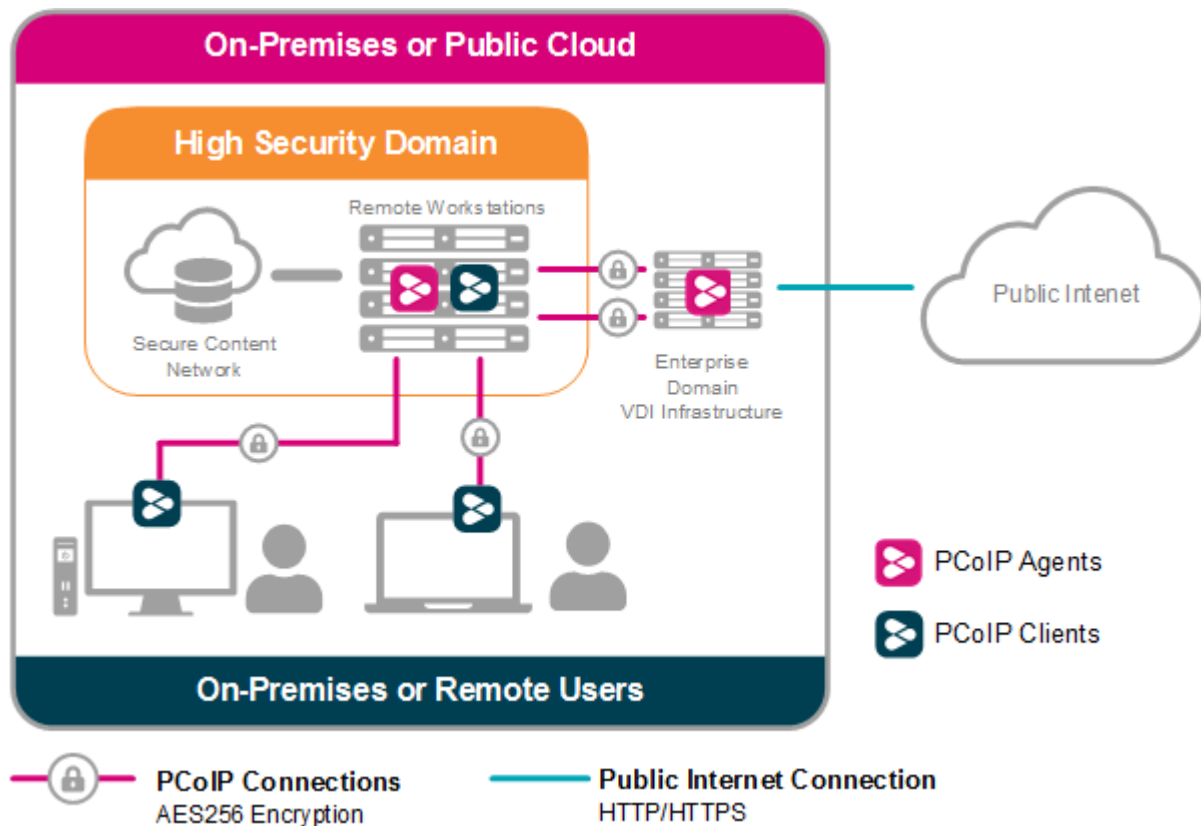 On-Premises or Public Cloud
High Security Domain
Remote Workstations
Secure Content
Network
Enterprise
Domain
VDI Infrastructure
Public Intenet
PCoIP Agents
PCoIP Clients
On-Premises or Remote Users
PCoIP Connections
AES256 Encryption
Public Internet Connection
HTTP/HTTPS